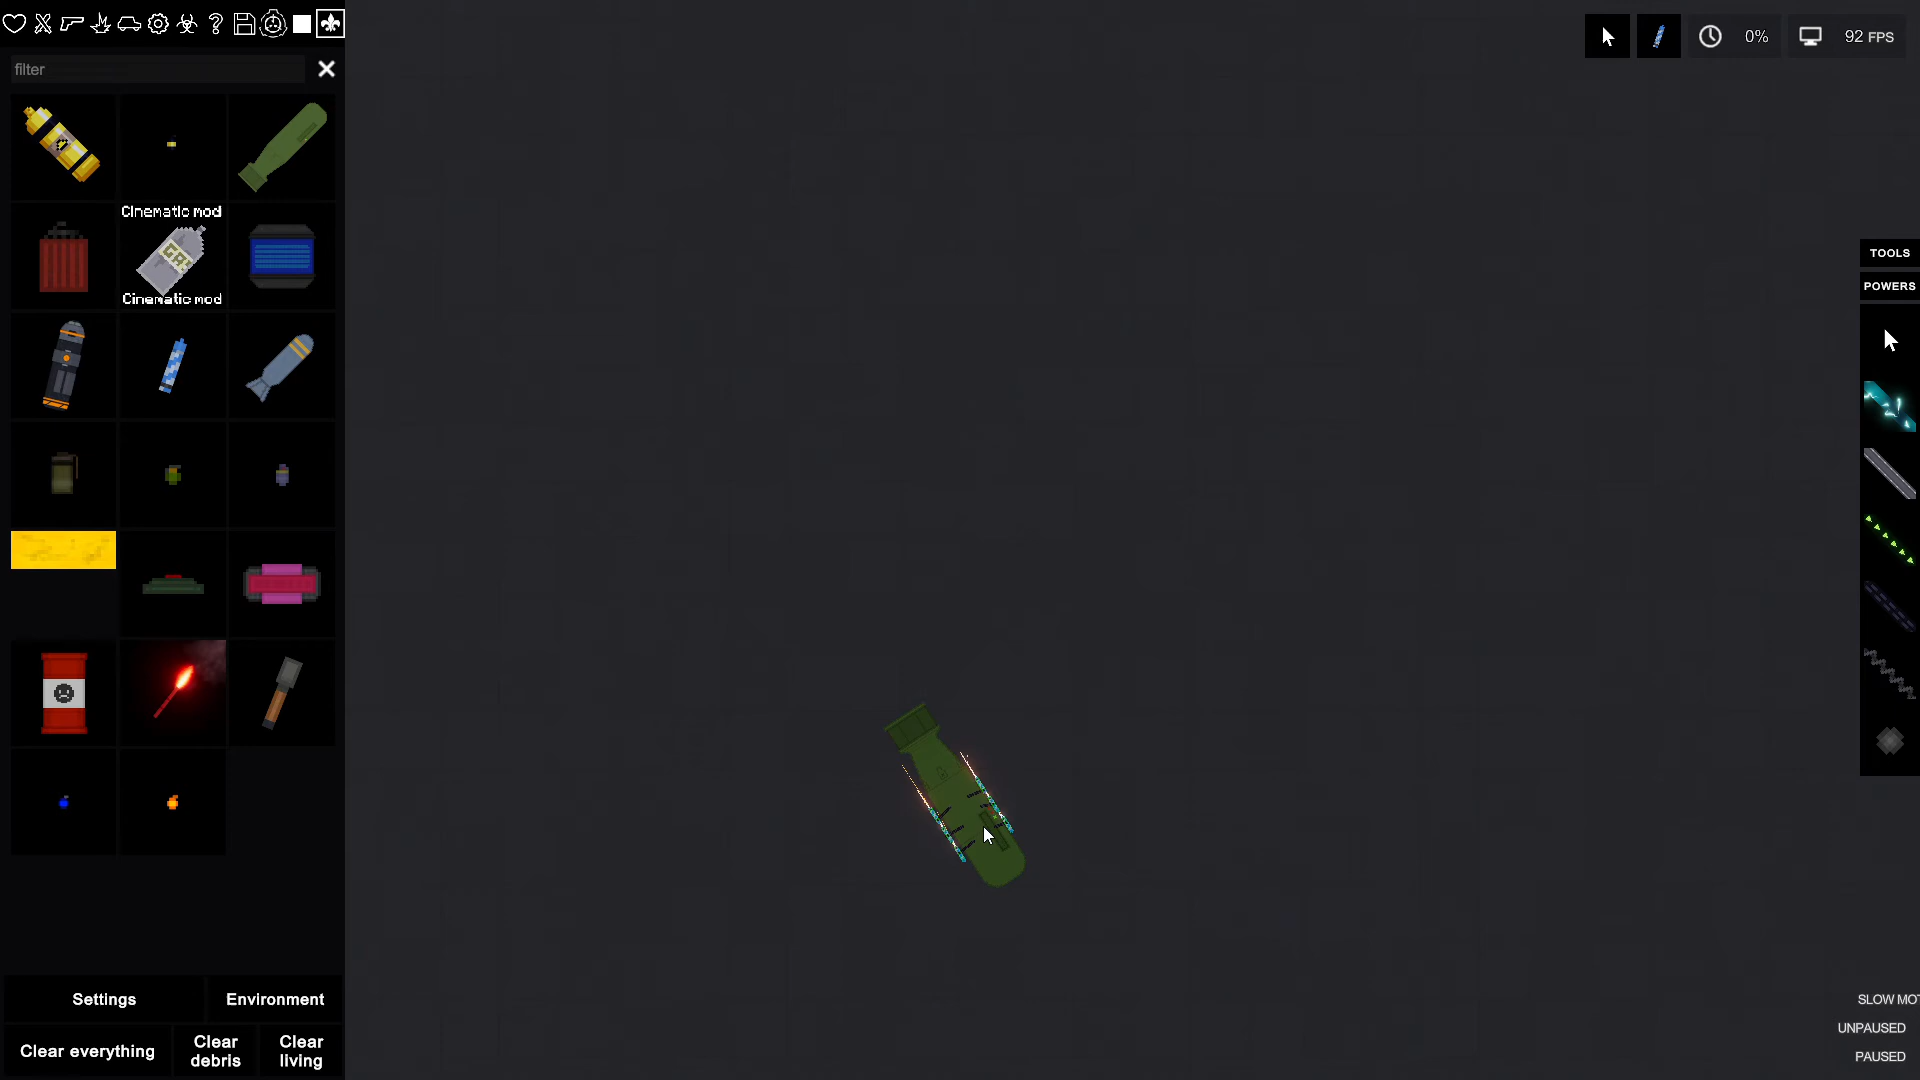 filter
0%
92 FPS
Cinematic mod
Cinematic mod
TOOLS
POWERS
Settings
Environment
Clear everything
Clear debris
Clear living
SLOW MOT
UNPAUSED
PAUSED